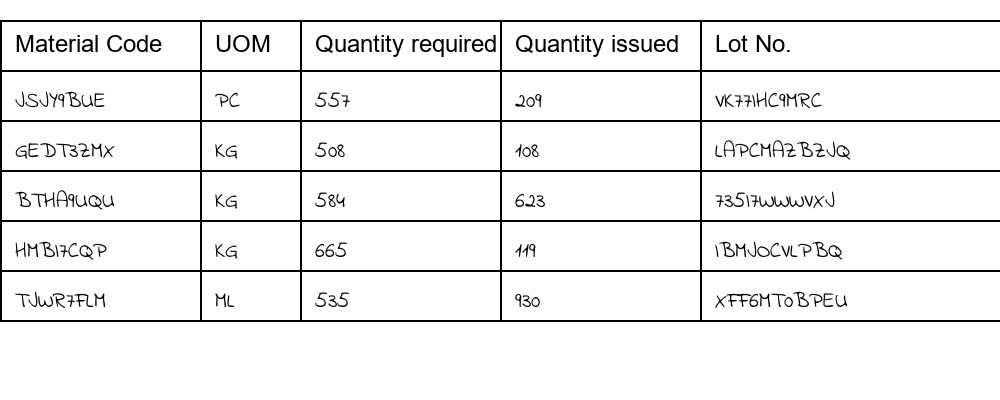 Material Code UOM Quantity required Quantity issued Lot No.
JSJY9BUE PC 557 209 VK77IHC9MRC
GEDT3ZMX KG 508 108 LAPCMAZBZJQ
BTHA9UQU KG 584 623 735I7WWWVXJ
HMBI7CQP KG 665 119 IBMJOCVLPBQ
TJWR7FLM ML 535 930 XFF6MTOBPEU